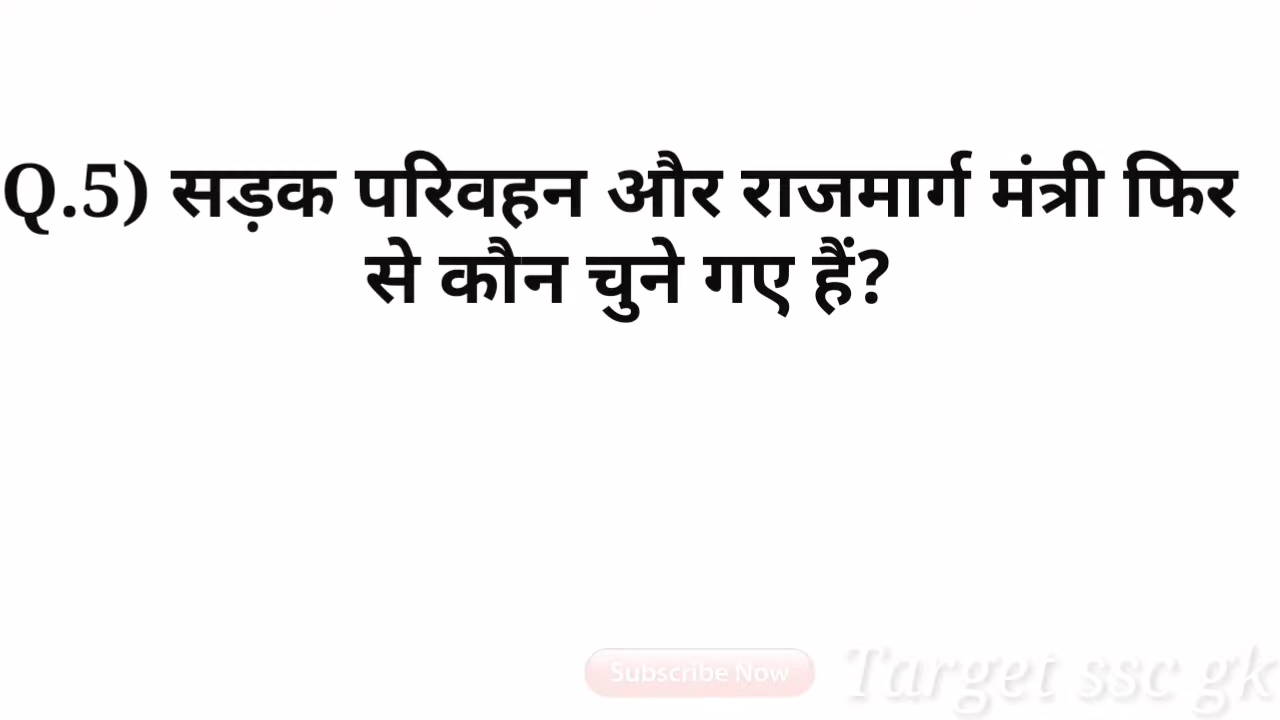 Q.5) सड़क परिवहन और राजमार्ग मंत्री फिर
से कौन चुने गए हैं?
Subscribe Now
Target ssc gk